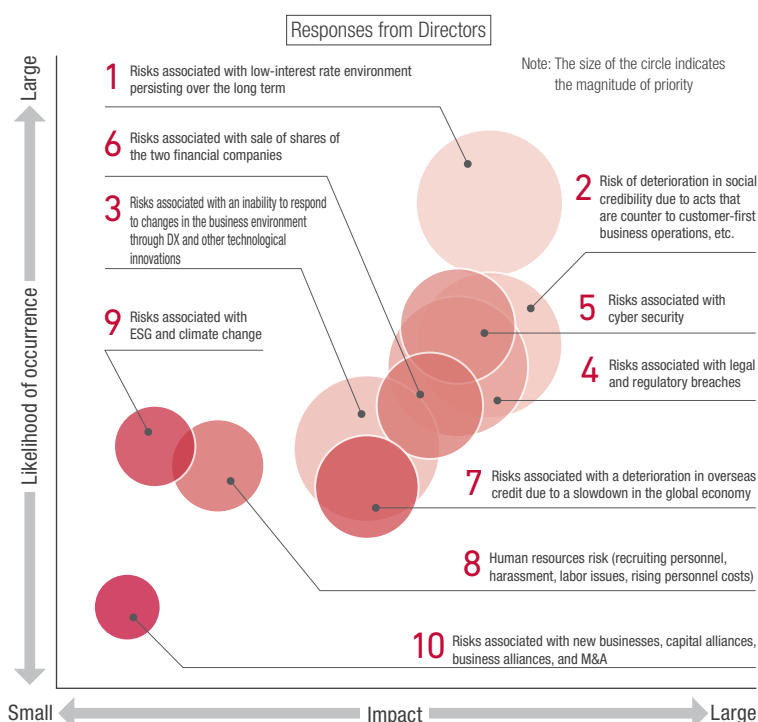 Responses from Directors
Note: The size of the circle indicates
the magnitude of priority
Large
Likelihood of occurrence
1 Risks associated with low-interest rate environment
persisting over the long term
6 Risks associated with sale of shares of
the two financial companies
3 Risks associated with an inability to respond
to changes in the business environment
through DX and other technological
innovations
9 Risks associated with
ESG and climate change
2 Risk of deterioration in social
credibility due to acts that
are counter to customer-first
business operations, etc.
5 Risks associated with
cyber security
4 Risks associated with legal
and regulatory breaches
7 Risks associated with a deterioration in overseas
credit due to a slowdown in the global economy
8 Human resources risk (recruiting personnel,
harassment, labor issues, rising personnel costs)
10 Risks associated with new businesses, capital alliances,
business alliances, and M&A
Small
Impact
Large